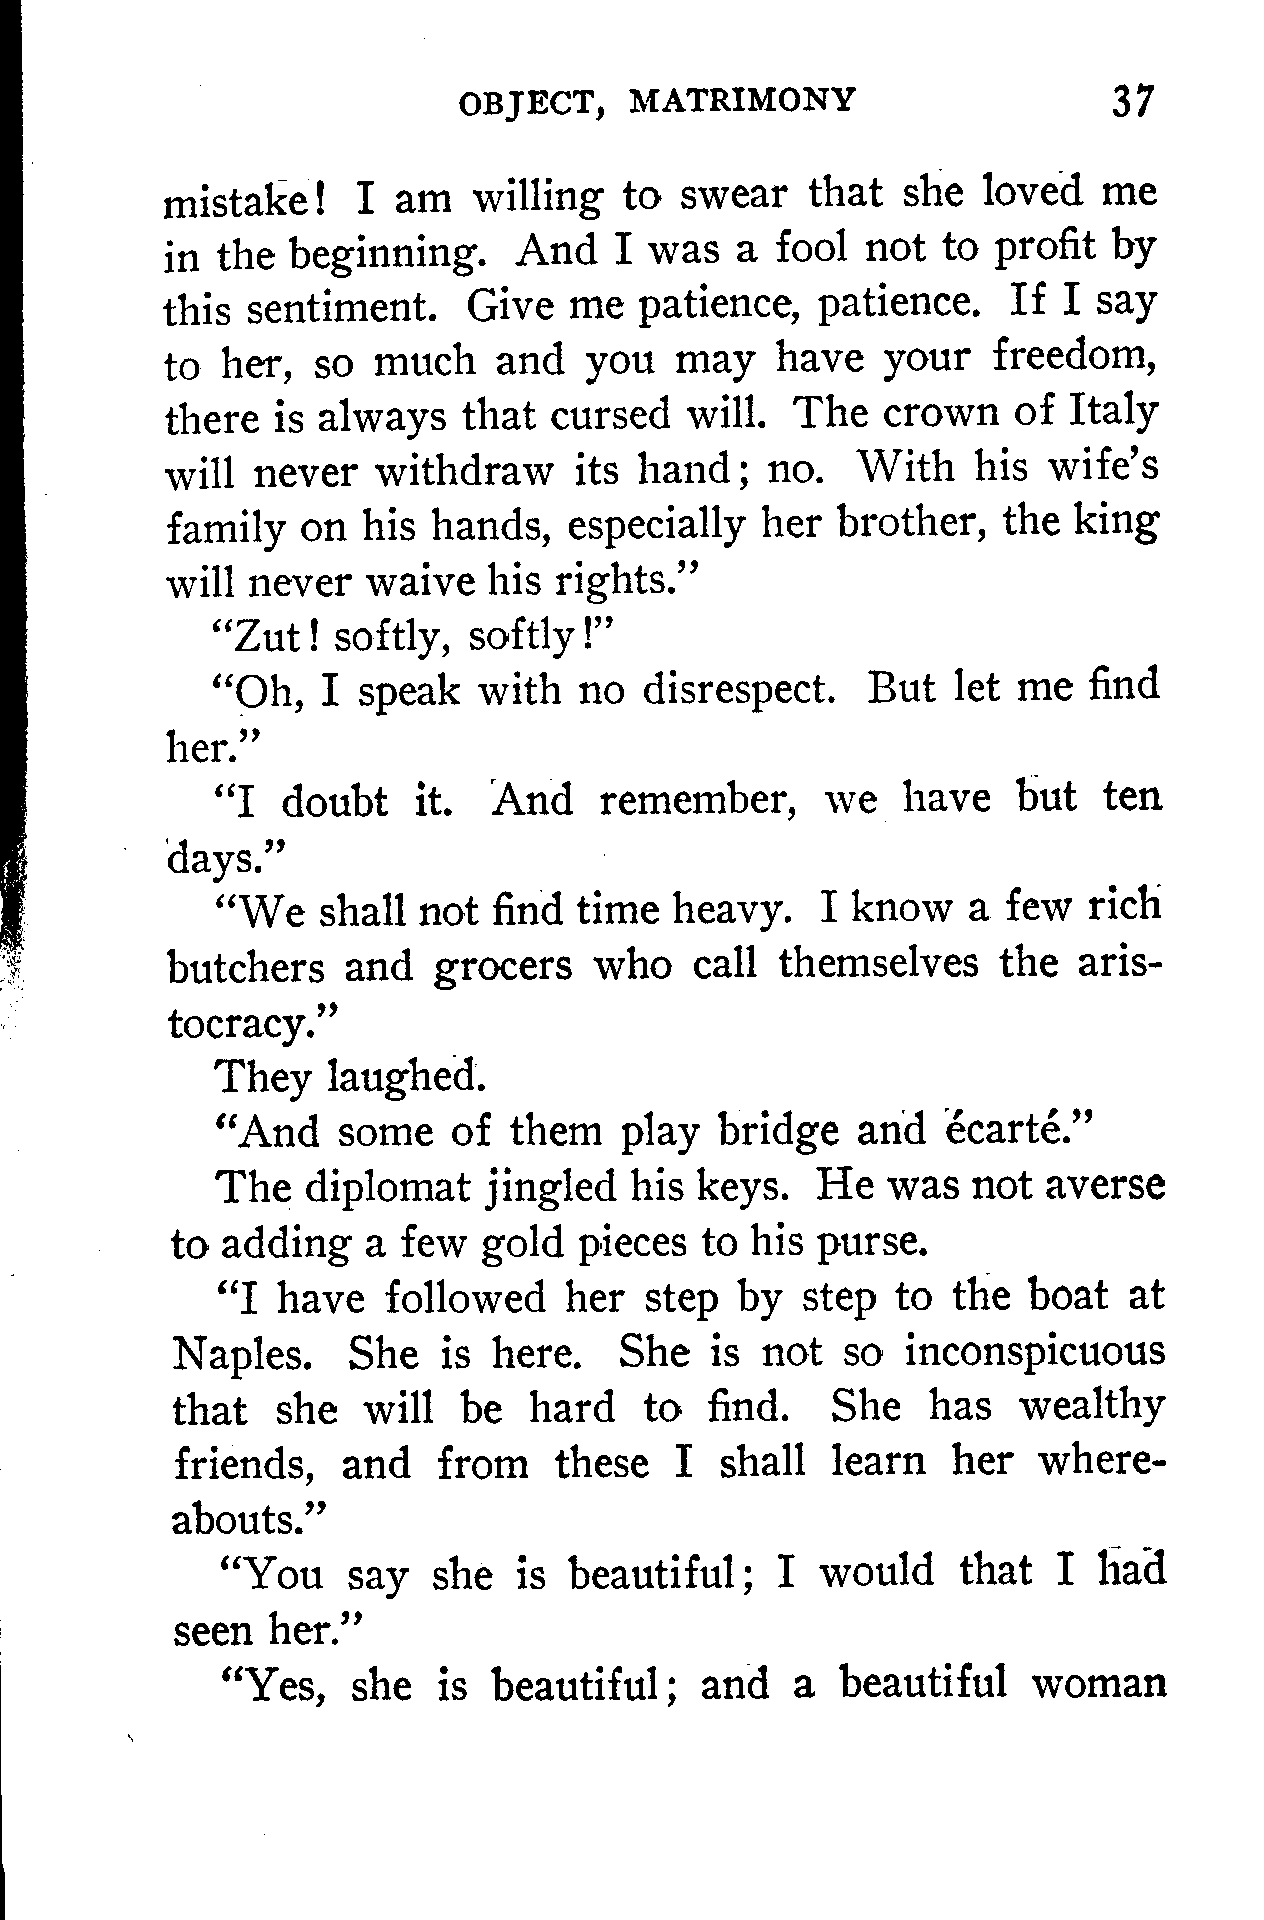 OBJECT, MATRIMONY 37
mistake! I am willing to swear that she loved me
in the beginning. And I was a fool not to profit by
this sentiment. Give me patience, patience. If I say
to her, so much and you may have your freedom,
there is always that cursed will. The crown of Italy
will never withdraw its hand; no. With his wife's
family on his hands, especially her brother, the king
will never waive his rights."
"Zut! softly, softly!"
"Oh, I speak with no disrespect. But let me find
her."
"I doubt it. And remember, we have but ten
days."
"We shall not find time heavy. I know a few rich
butchers and grocers who call themselves the aris-
tocracy."
They laughed.
"And some of them play bridge and écarté."
The diplomat jingled his keys. He was not averse
to adding a few gold pieces to his purse.
"I have followed her step by step to the boat at
Naples. She is here. She is not so inconspicuous
that she will be hard to find. She has wealthy
friends, and from these I shall learn her where-
abouts."
"You say she is beautiful; I would that I had
seen her."
"Yes, she is beautiful; and a beautiful woman